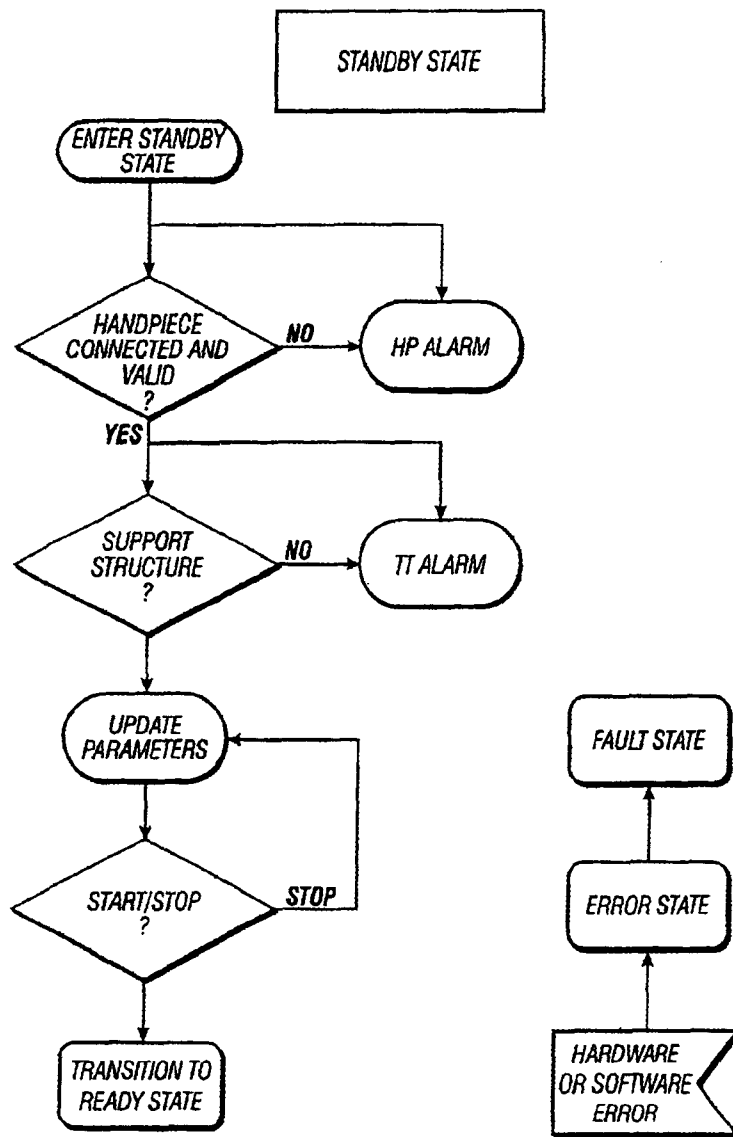 STANDBY STATE
ENTER STANDBY
STATE
HANDPIECE
CONNECTED AND
VALID
?
NO
HP ALARM
YES
SUPPORT
STRUCTURE
?
NO
TT ALARM
UPDATE
PARAMETERS
START/STOP
?
STOP
TRANSITION TO
READY STATE
FAULT STATE
ERROR STATE
HARDWARE
OR SOFTWARE
ERROR